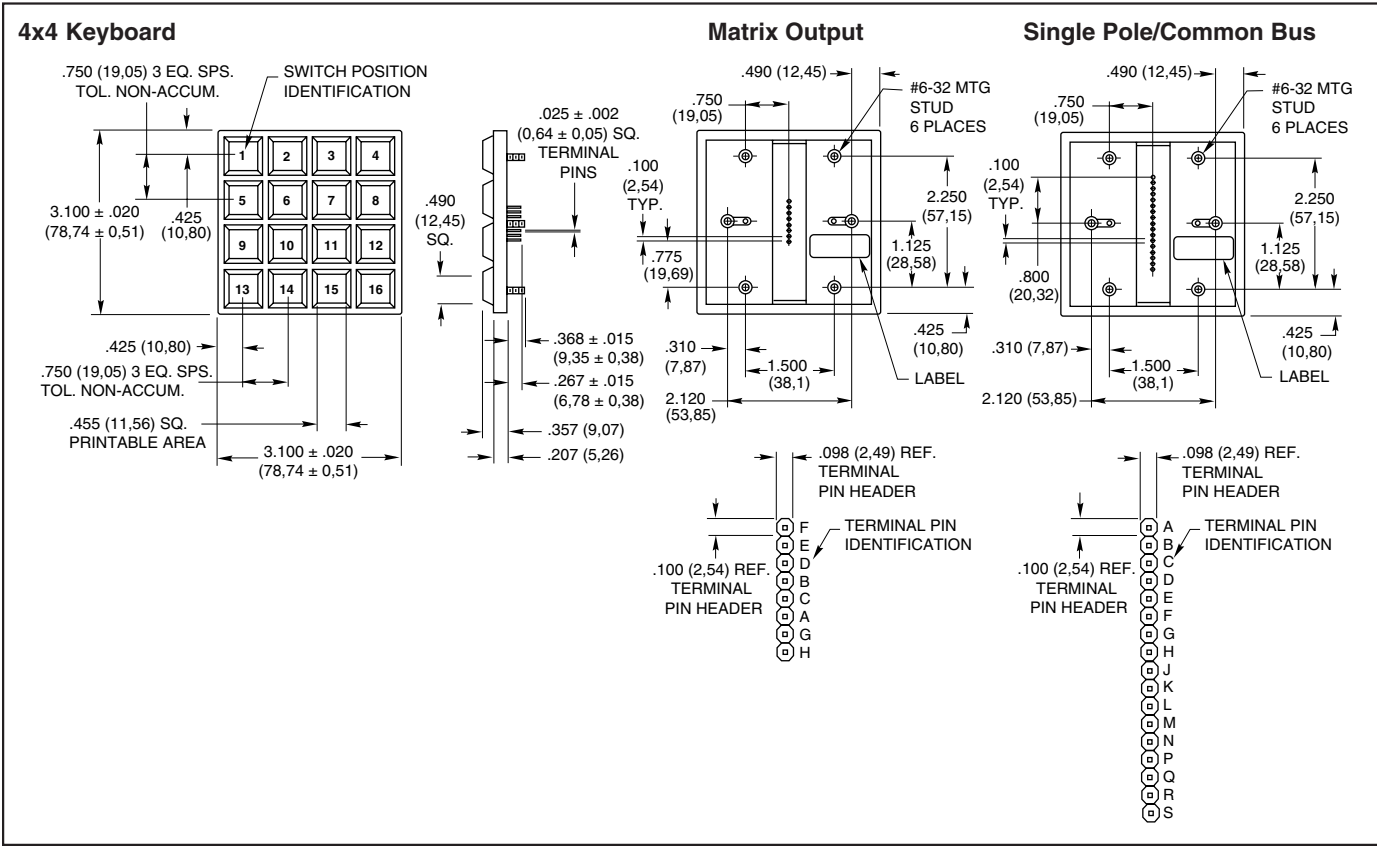 4x4 Keyboard
.750 (19,05) 3 EQ. SPS.
TOL. NON-ACCUM.
SWITCH POSITION
IDENTIFICATION
3.100 ± .020
(78,74 ± 0,51)
.425
(10,80)
1 2 3 4
5 6 7 8
9 10 11 12
13 14 15 16
.425 (10,80)
.750 (19,05) 3 EQ. SPS.
TOL. NON-ACCUM.
.455 (11,56) SQ.
PRINTABLE AREA
3.100 ± .020
(78,74 ± 0,51)
.025 ± .002
(0,64 ± 0,05) SQ.
TERMINAL
PINS
.490
(12,45)
SQ.
.368 ± .015
(9,35 ± 0,38)
.267 ± .015
(6,78 ± 0,38)
.357 (9,07)
.207 (5,26)
Matrix Output
.490 (12,45)
.750
(19,05)
#6-32 MTG
STUD
6 PLACES
.100
(2,54)
TYP.
2.250
(57,15)
.775
(19,69)
1.125
(28,58)
.425
(10,80)
.310
(7,87)
1.500
(38,1)
LABEL
2.120
(53,85)
.098 (2,49) REF.
TERMINAL
PIN HEADER
TERMINAL PIN
IDENTIFICATION
.100 (2,54) REF.
TERMINAL
PIN HEADER
F
E
D
B
C
A
G
H
Single Pole/Common Bus
.490 (12,45)
.750
(19,05)
#6-32 MTG
STUD
6 PLACES
.100
(2,54)
TYP.
2.250
(57,15)
1.125
(28,58)
.800
(20,32)
.425
(10,80)
.310 (7,87)
1.500
(38,1)
LABEL
2.120 (53,85)
.098 (2,49) REF.
TERMINAL
PIN HEADER
TERMINAL PIN
IDENTIFICATION
.100 (2,54) REF.
TERMINAL
PIN HEADER
A
B
C
D
E
F
G
H
J
K
L
M
N
P
Q
R
S